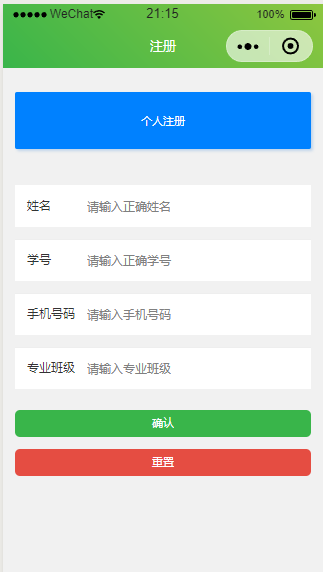 WeChat 21:15 100%
注册
个人注册
姓名 请输入正确姓名
学号 请输入正确学号
手机号码 请输入手机号码
专业班级 请输入专业班级
确认
重置